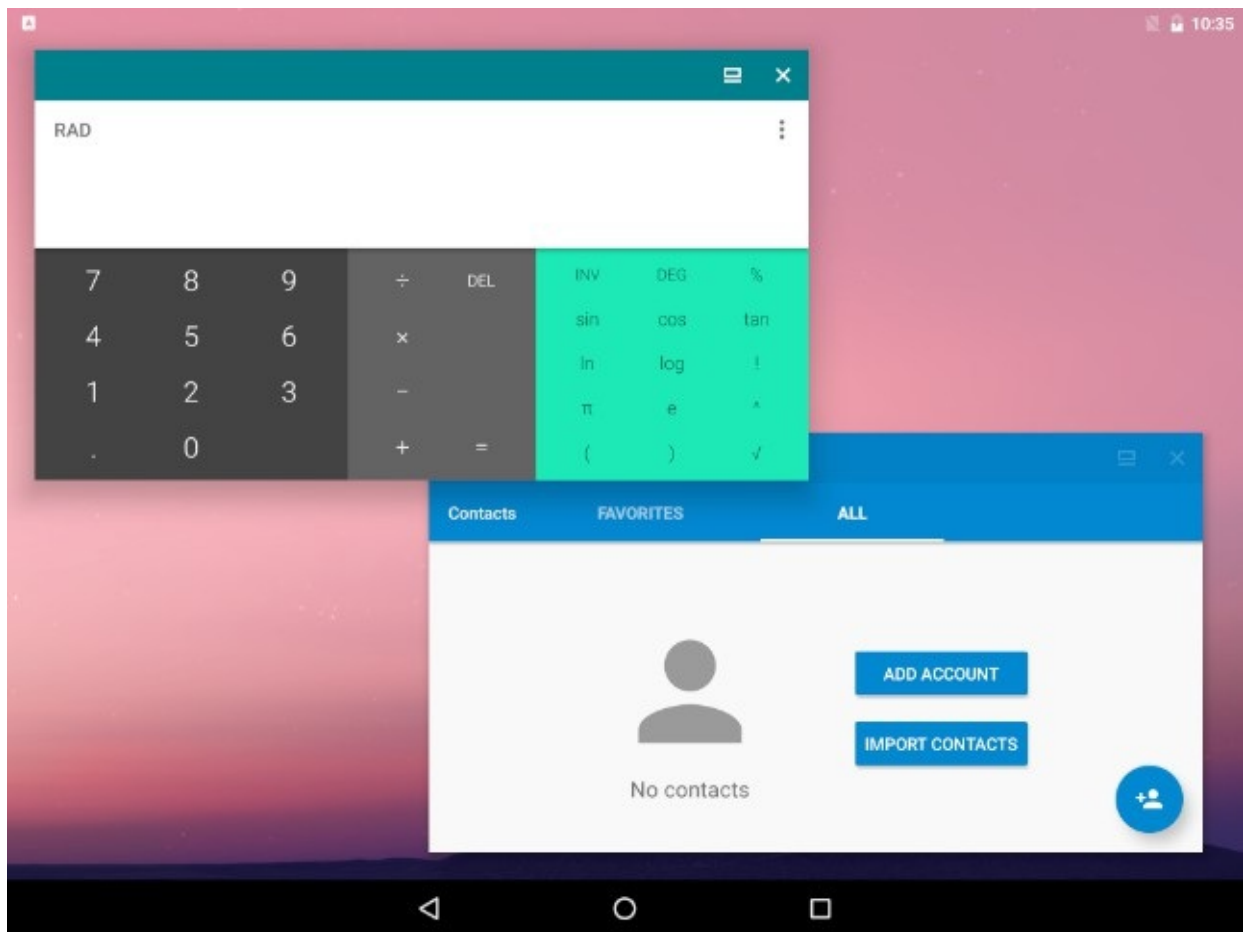 10:35
RAD
7 8 9 ÷ DEL INV DEG %
4 5 6 × sin cos tan
1 2 3 − ln log !
. 0 + = π e ^
( ) √
Contacts FAVORITES ALL
ADD ACCOUNT
IMPORT CONTACTS
No contacts